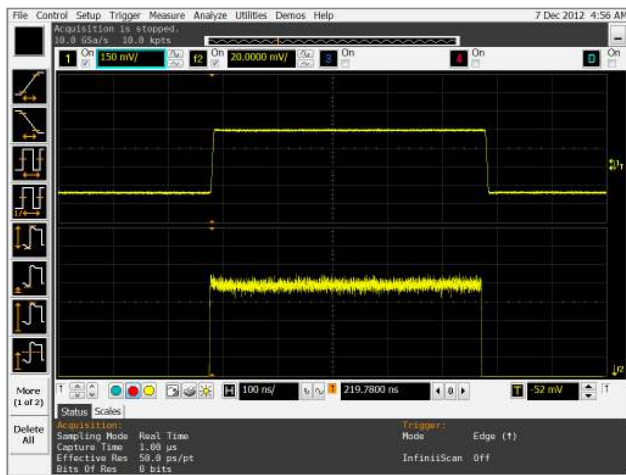 File Control Setup Trigger Measure Analyze Utilities Demos Help 7 Dec 2012 4:56 AM
Acquisition is stopped.
10.0 GSa/s 10.0 kpts
1 On 150 mV/ f2 On 20.0000 mV/ 3 On 4 On D On
T
f2
More
(1 of 2)
Delete
All
H 100 ns/ T 219.7800 ns 0 T -52 mV
Status Scales
Acquisition: Trigger:
Sampling Mode Real Time Mode Edge (↑)
Capture Time 1.00 µs
Effective Res 50.0 ps/pt InfiniiScan Off
Bits Of Res 8 bits